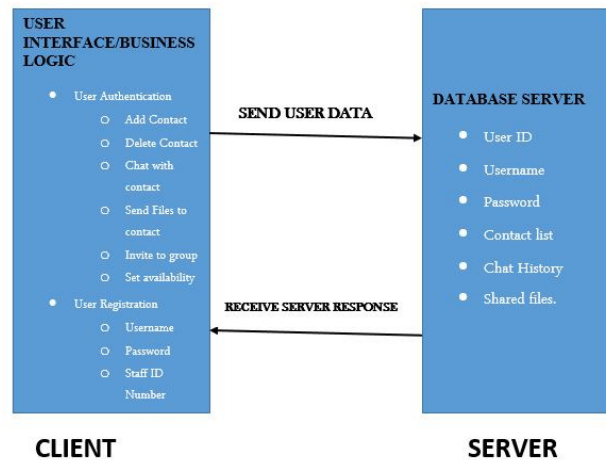 USER
INTERFACE/BUSINESS
LOGIC
• User Authentication
o Add Contact
o Delete Contact
o Chat with
contact
o Send Files to
contact
o Invite to group
o Set availability
• User Registration
o Username
o Password
o Staff ID
Number
SEND USER DATA
RECEIVE SERVER RESPONSE
DATABASE SERVER
• User ID
• Username
• Password
• Contact list
• Chat History
• Shared files.
CLIENT
SERVER